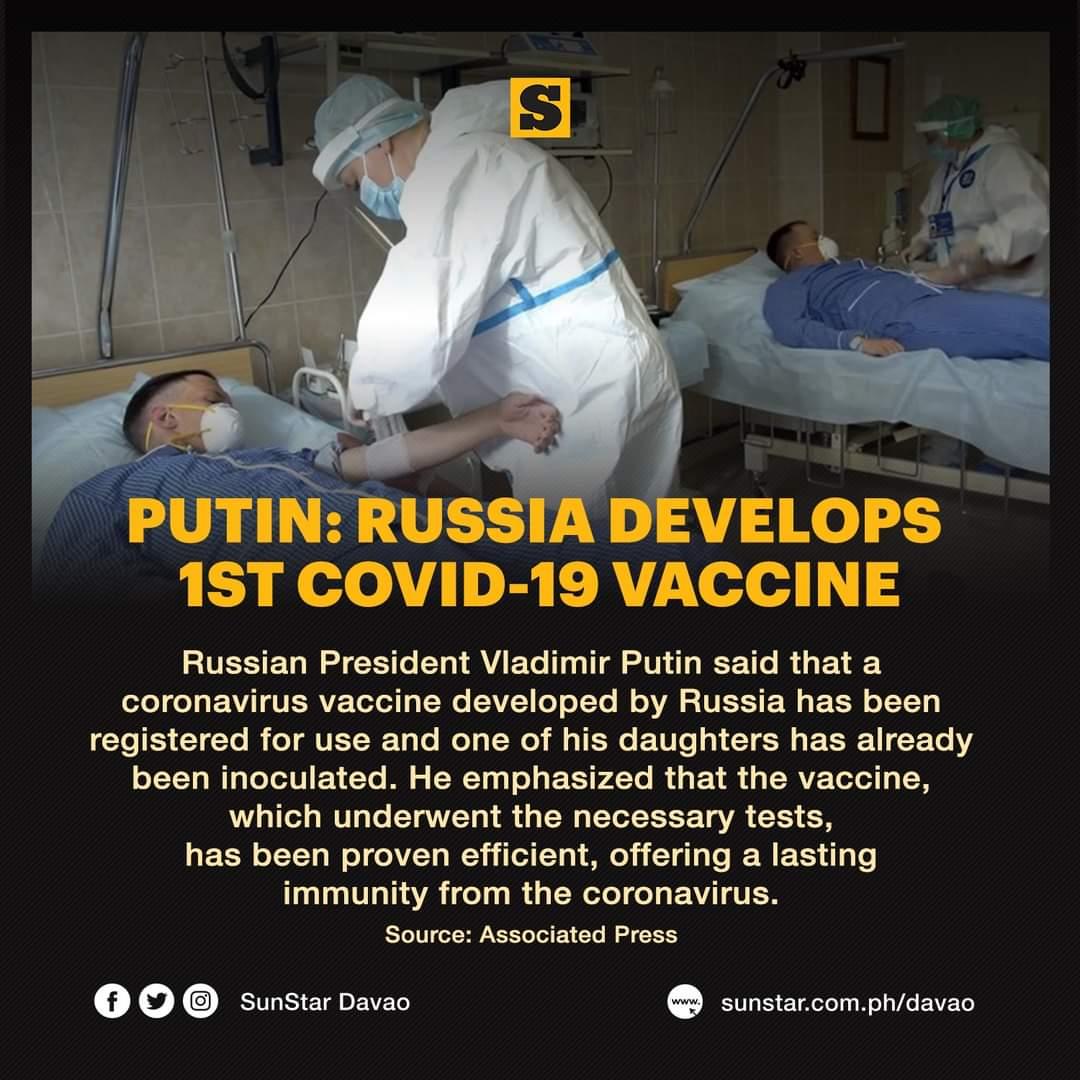 S
PUTIN: RUSSIA DEVELOPS
1ST COVID-19 VACCINE
Russian President Vladimir Putin said that a
coronavirus vaccine developed by Russia has been
registered for use and one of his daughters has already
been inoculated. He emphasized that the vaccine,
which underwent the necessary tests,
has been proven efficient, offering a lasting
immunity from the coronavirus.
Source: Associated Press
f SunStar Davao
www. sunstar.com.ph/davao